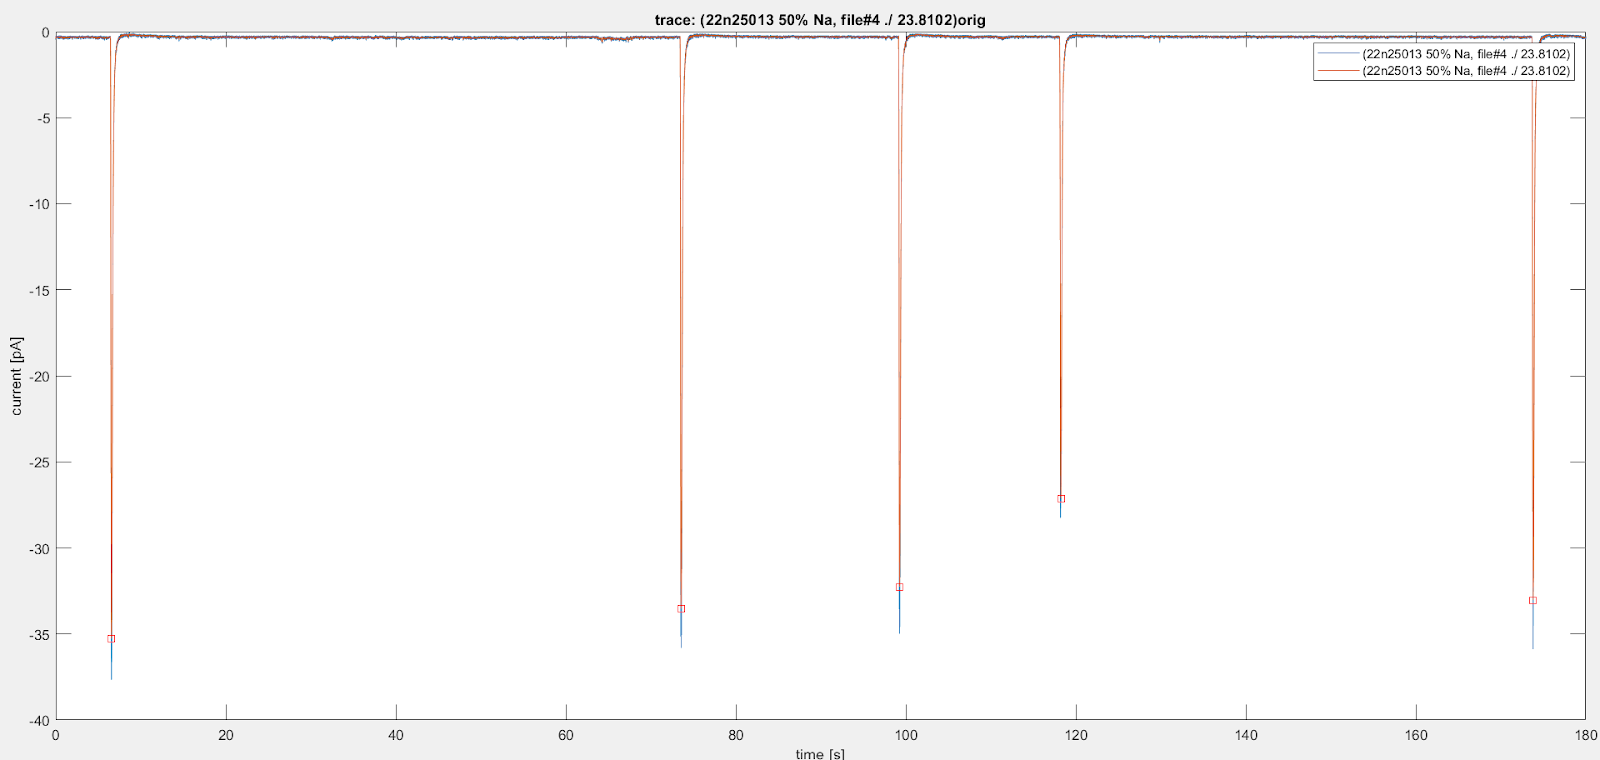 trace: (22n25013 50% Na, file#4 ./ 23.8102)orig
(22n25013 50% Na, file#4 ./ 23.8102)
(22n25013 50% Na, file#4 ./ 23.8102)
current [pA]
0
-5
-10
-15
-20
-25
-30
-35
-40
0 20 40 60 80 100 120 140 160 180
time [s]